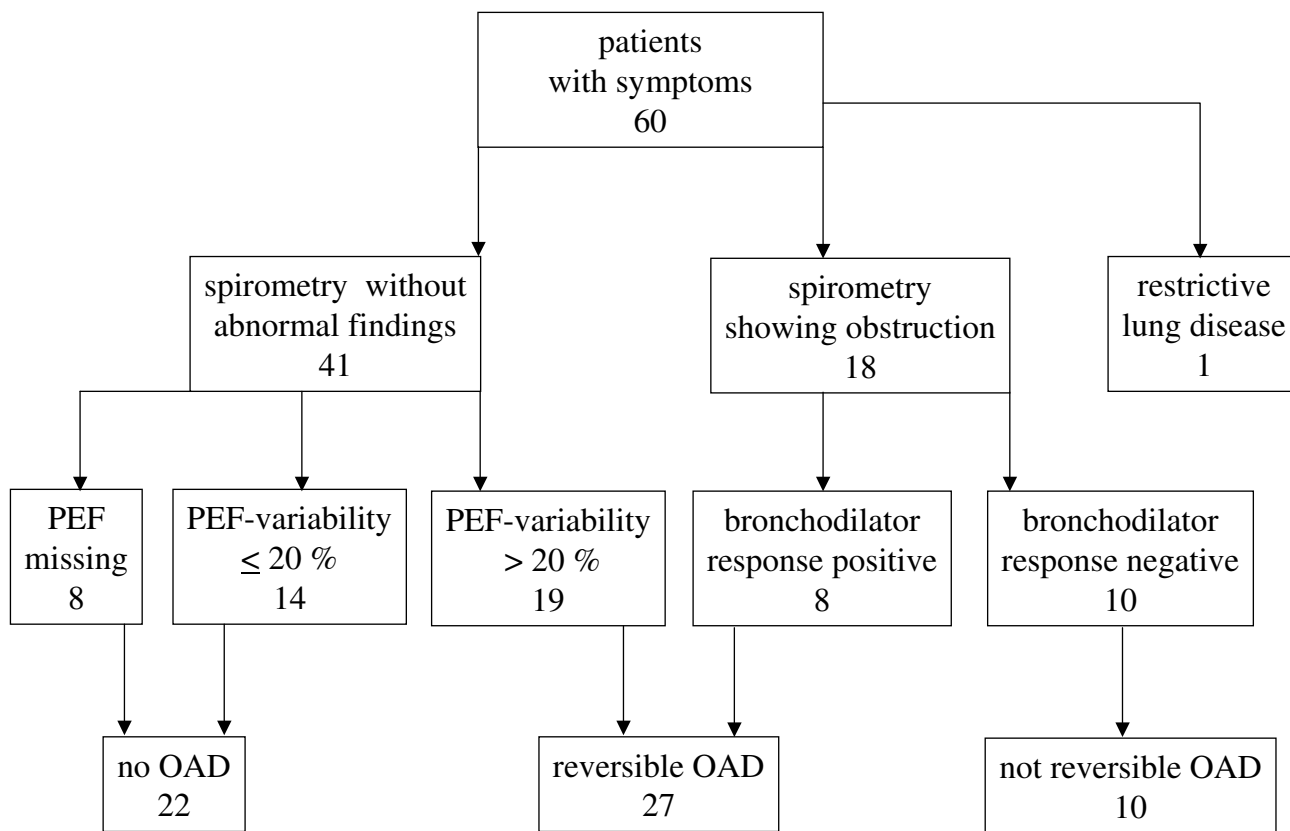 patients
with symptoms
60
spirometry without
abnormal findings
41
spirometry
showing obstruction
18
restrictive
lung disease
1
PEF
missing
8
PEF-variability
≤ 20 %
14
PEF-variability
> 20 %
19
bronchodilator
response positive
8
bronchodilator
response negative
10
no OAD
22
reversible OAD
27
not reversible OAD
10